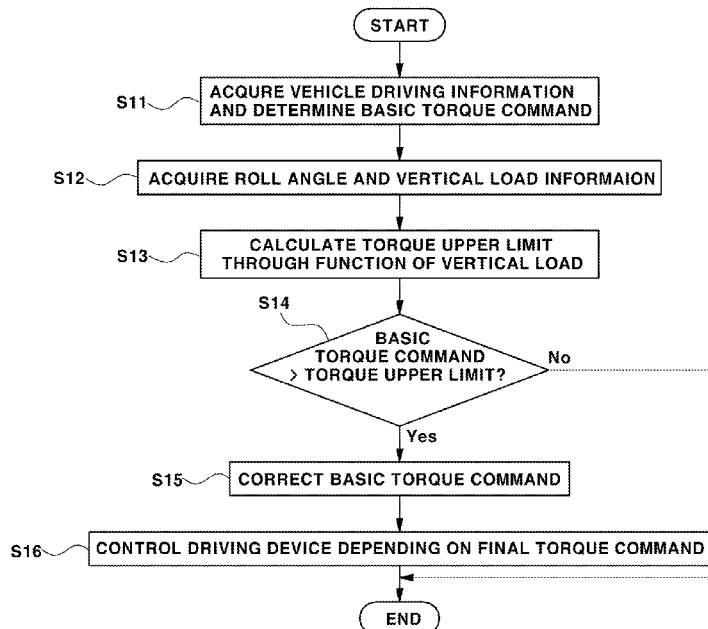 START
S11
ACQURE VEHICLE DRIVING INFORMATION
AND DETERMINE BASIC TORQUE COMMAND
S12
ACQUIRE ROLL ANGLE AND VERTICAL LOAD INFORMAION
S13
CALCULATE TORQUE UPPER LIMIT
THROUGH FUNCTION OF VERTICAL LOAD
S14
BASIC
TORQUE COMMAND
> TORQUE UPPER LIMIT?
No
Yes
S15
CORRECT BASIC TORQUE COMMAND
S16
CONTROL DRIVING DEVICE DEPENDING ON FINAL TORQUE COMMAND
END